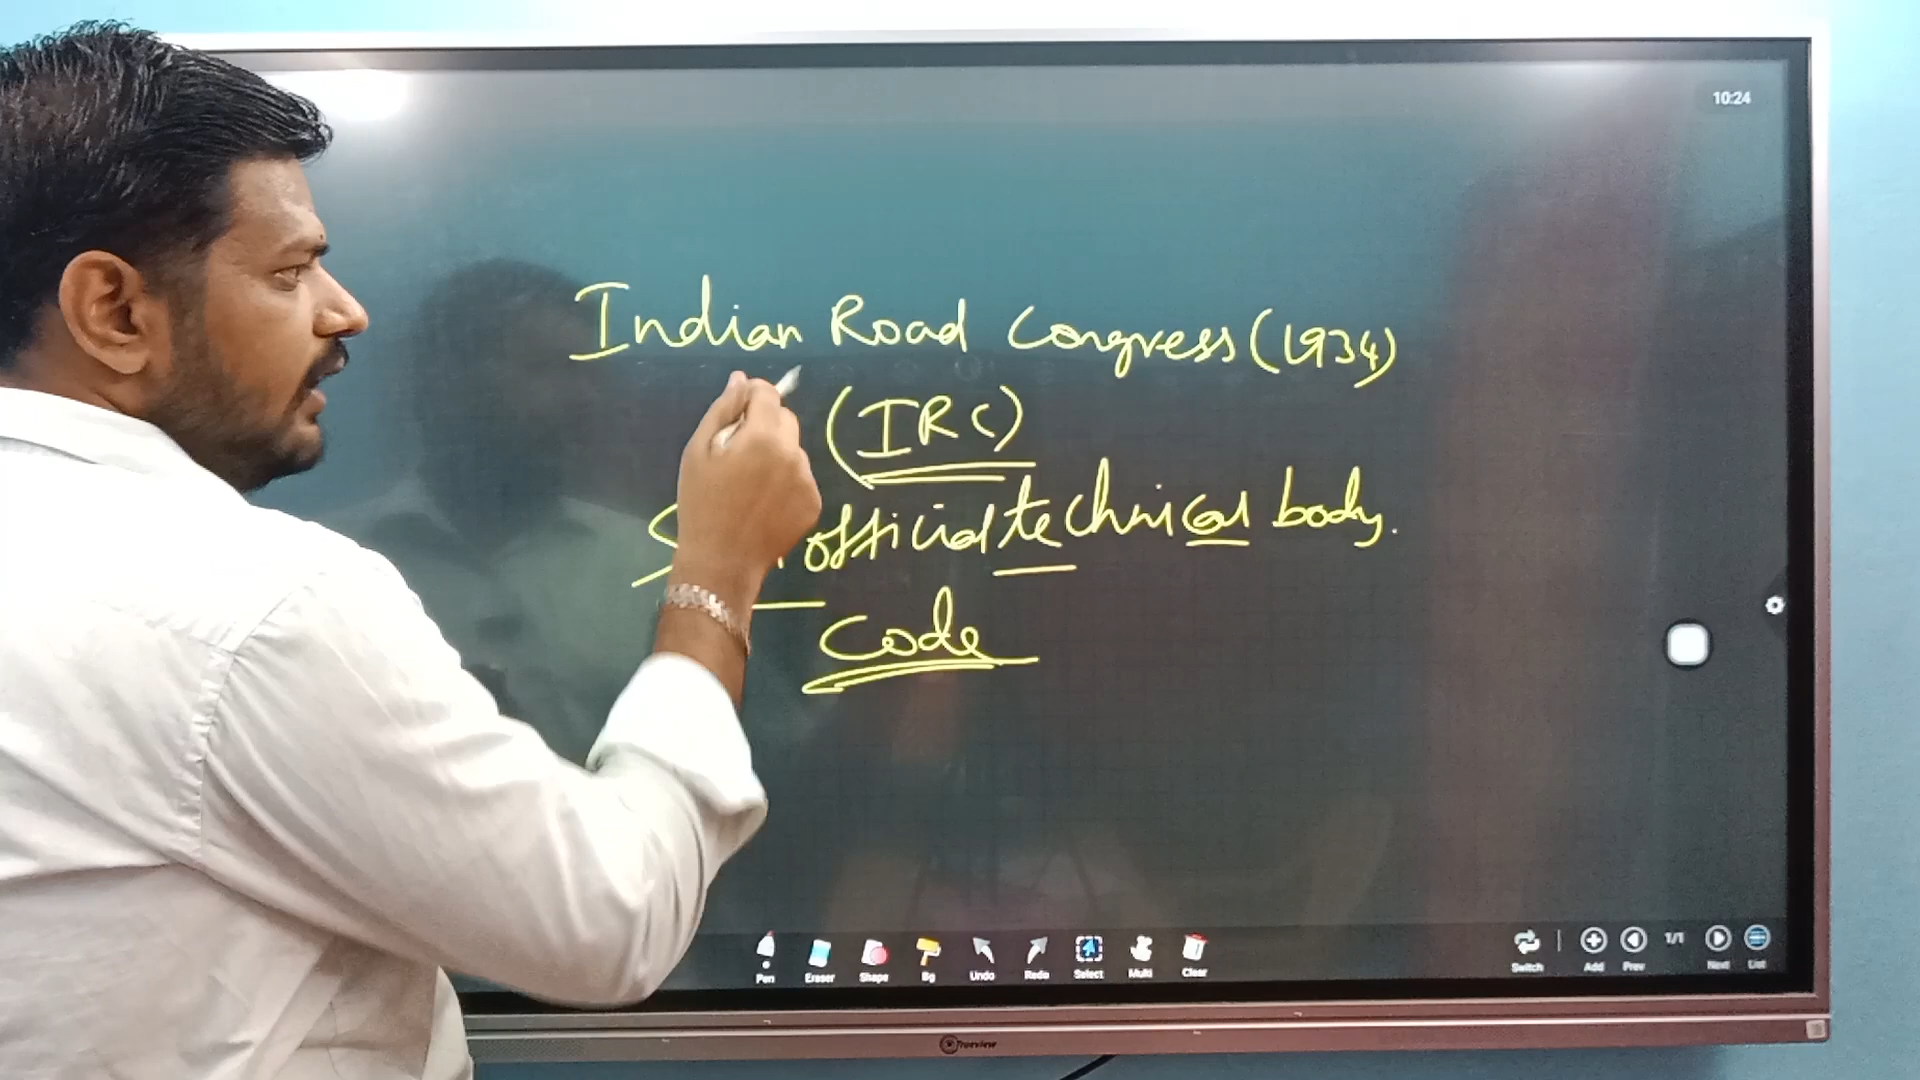 10:24
Indian Road Congress (1934)
(IRC)
official technical body.
Code
Pen
Eraser
Shape
Bg
Undo
Redo
Select
Multi
Clear
Switch
Add
Prev
1/1
Next
List